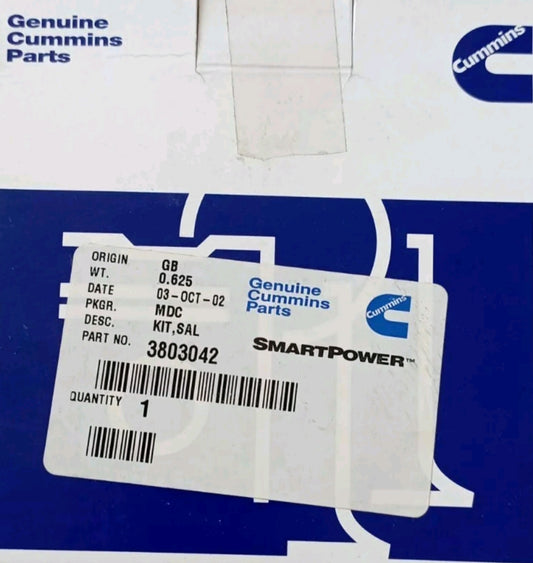 Genuine
Cummins
Parts
Cummins
ORIGIN GB
WT. 0.625
DATE 03-OCT-02
PKGR. MDC
DESC. KIT,SAL
PART NO. 3803042
QUANTITY 1
Genuine
Cummins
Parts
Cummins
SMARTPOWER™